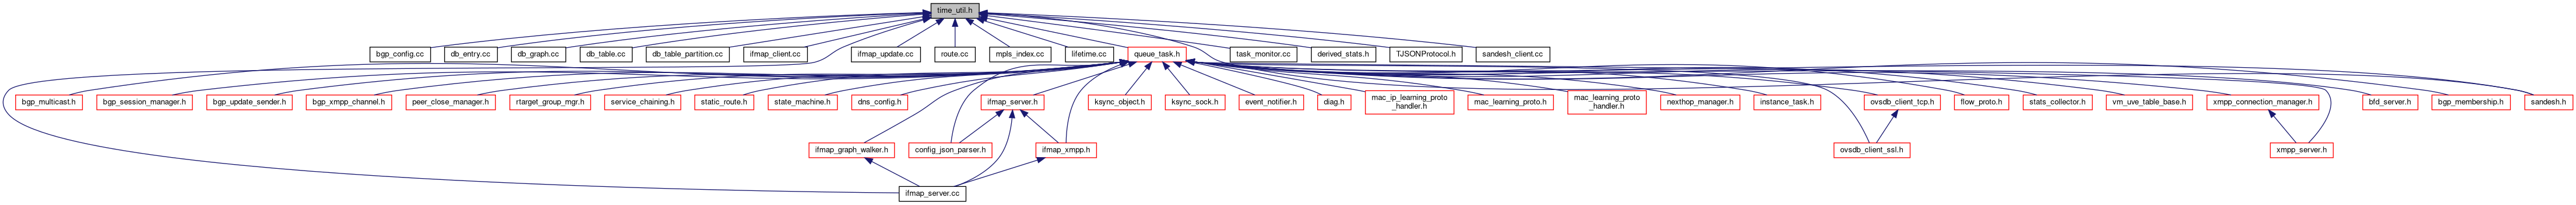 time_util.h
bgp_config.cc
db_entry.cc
db_graph.cc
db_table.cc
db_table_partition.cc
ifmap_client.cc
ifmap_update.cc
route.cc
mpls_index.cc
lifetime.cc
queue_task.h
task_monitor.cc
derived_stats.h
TJSONProtocol.h
sandesh_client.cc
bgp_multicast.h
bgp_session_manager.h
bgp_update_sender.h
bgp_xmpp_channel.h
peer_close_manager.h
rtarget_group_mgr.h
service_chaining.h
static_route.h
state_machine.h
dns_config.h
ifmap_server.h
ksync_object.h
ksync_sock.h
event_notifier.h
diag.h
mac_ip_learning_proto
_handler.h
mac_learning_proto.h
mac_learning_proto
_handler.h
nexthop_manager.h
instance_task.h
ovsdb_client_tcp.h
flow_proto.h
stats_collector.h
vm_uve_table_base.h
xmpp_connection_manager.h
bfd_server.h
bgp_membership.h
sandesh.h
ifmap_graph_walker.h
config_json_parser.h
ifmap_xmpp.h
ovsdb_client_ssl.h
xmpp_server.h
ifmap_server.cc